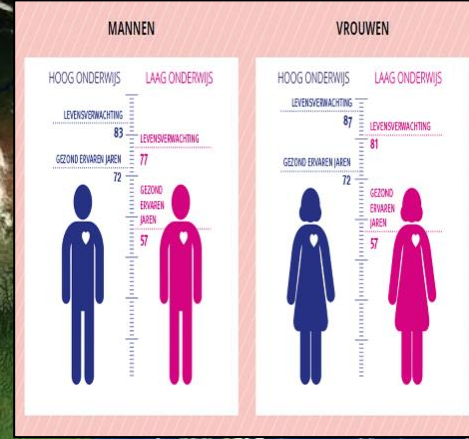 MANNEN
HOOG ONDERWIJS
LAAG ONDERWIJS
LEVENSVERWACHTING
83
LEVENSVERWACHTING
77
GEZOND ERVAREN JAREN
72
GEZOND
ERVAREN
JAREN
57
VROUWEN
HOOG ONDERWIJS
LAAG ONDERWIJS
LEVENSVERWACHTING
87
LEVENSVERWACHTING
81
GEZOND ERVAREN JAREN
72
GEZOND
ERVAREN
JAREN
57